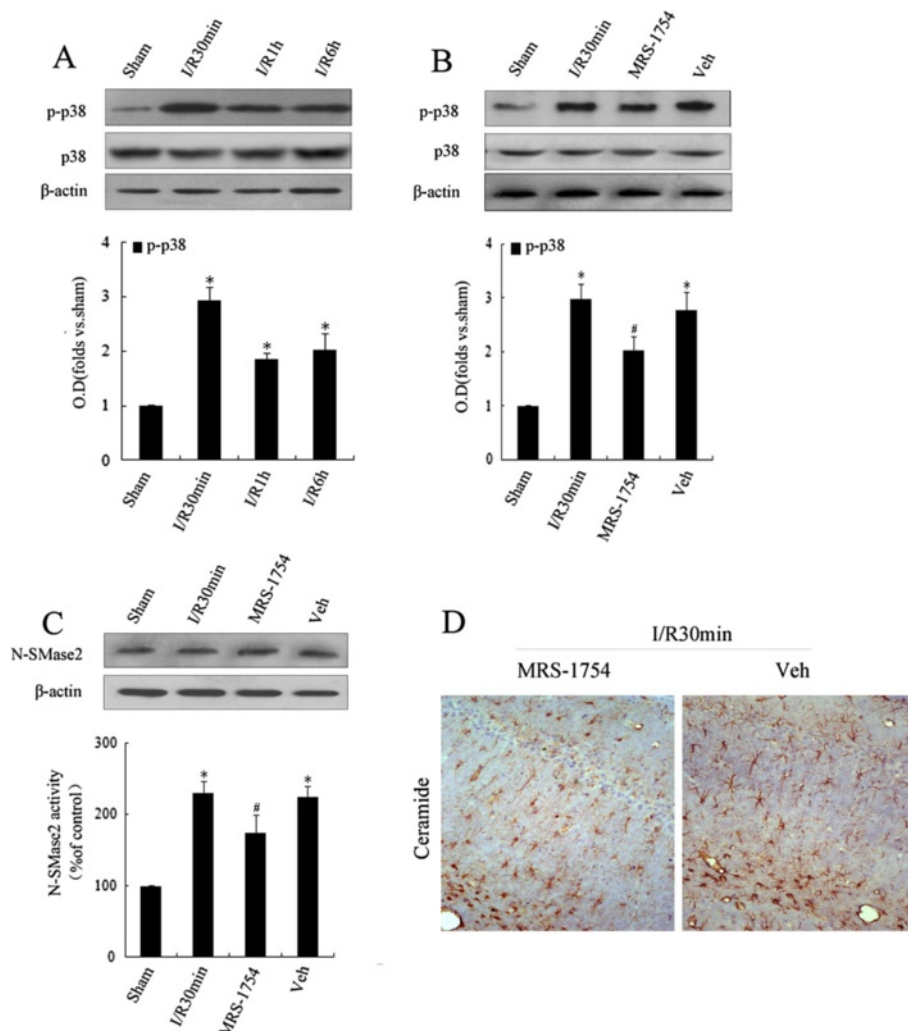 A
Sham
I/R30min
I/R1h
I/R6h
p-p38
p38
β-actin
p-p38
O.D(folds vs.sham)
4
3
2
1
0
*
*
*
Sham
I/R30min
I/R1h
I/R6h
B
Sham
I/R30min
MRS-1754
Veh
p-p38
p38
β-actin
p-p38
O.D(folds vs.sham)
4
3
2
1
0
*
#
*
Sham
I/R30min
MRS-1754
Veh
C
Sham
I/R30min
MRS-1754
Veh
N-SMase2
β-actin
N-SMase2 activity
(%of control)
300
200
100
0
*
#
*
Sham
I/R30min
MRS-1754
Veh
D
I/R30min
MRS-1754 Veh
Ceramide